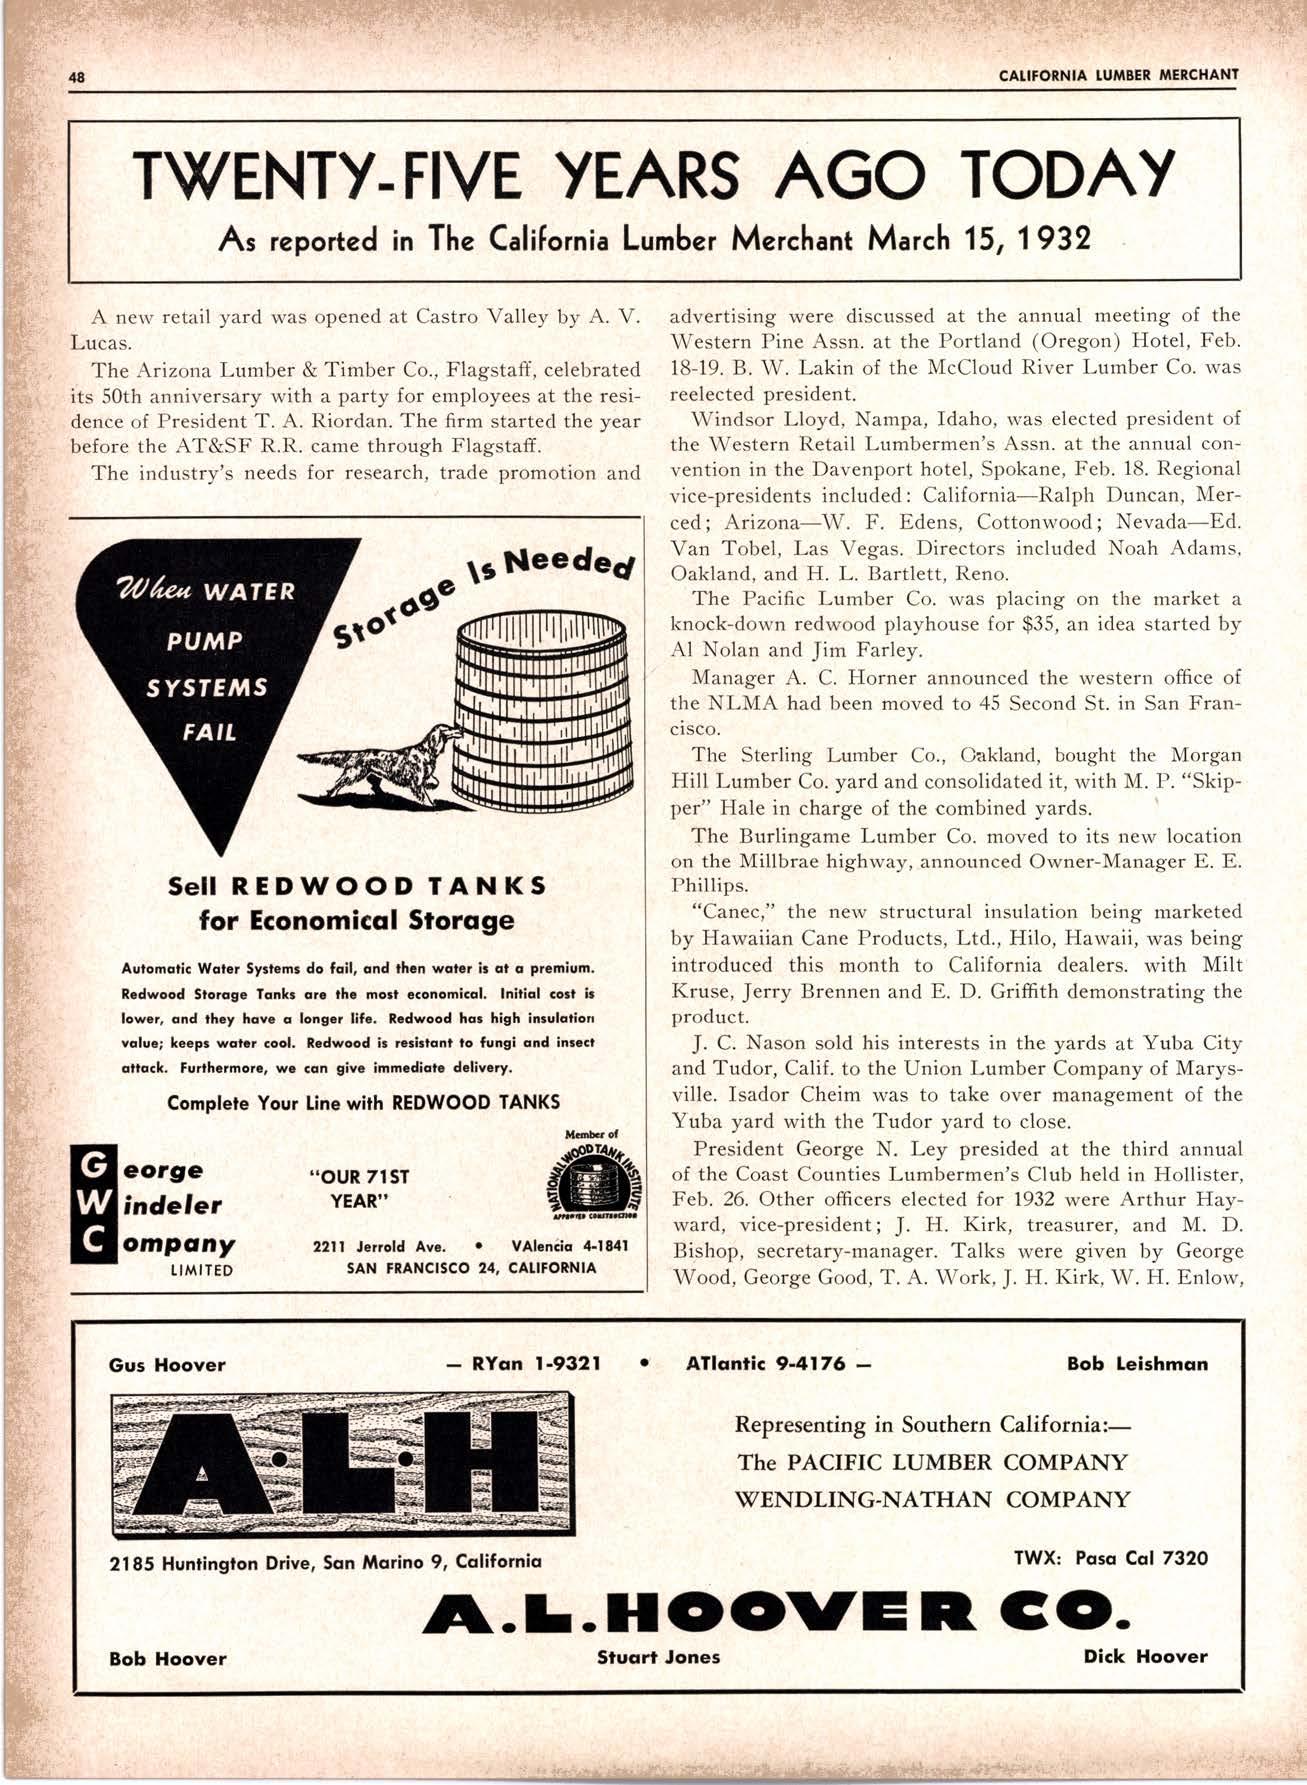 48
CALIFORNIA LUMBER MERCHANT
TWENTY-FIVE YEARS AGO TODAY
As reported in The California Lumber Merchant March 15, 1932
A new retail yard was opened at Castro Valley by A. V.
Lucas.
The Arizona Lumber & Timber Co., Flagstaff, celebrated
its 50th anniversary with a party for employees at the resi-
dence of President T. A. Riordan. The firm started the year
before the AT&SF R.R. came through Flagstaff.
The industry's needs for research, trade promotion and
advertising were discussed at the annual meeting of the
Western Pine Assn. at the Portland (Oregon) Hotel, Feb.
18-19. B. W. Lakin of the McCloud River Lumber Co. was
reelected president.
Windsor Lloyd, Nampa, Idaho, was elected president of
the Western Retail Lumbermen's Assn. at the annual con-
vention in the Davenport hotel, Spokane, Feb. 18. Regional
vice-presidents included: California—Ralph Duncan, Mer-
ced; Arizona—W. F. Edens, Cottonwood; Nevada—Ed.
Van Tobel, Las Vegas. Directors included Noah Adams,
Oakland, and H. L. Bartlett, Reno.
The Pacific Lumber Co. was placing on the market a
knock-down redwood playhouse for $35, an idea started by
Al Nolan and Jim Farley.
Manager A. C. Horner announced the western office of
the NLMA had been moved to 45 Second St. in San Fran-
cisco.
The Sterling Lumber Co., Oakland, bought the Morgan
Hill Lumber Co. yard and consolidated it, with M. P. "Skip-
per" Hale in charge of the combined yards.
The Burlingame Lumber Co. moved to its new location
on the Millbrae highway, announced Owner-Manager E. E.
Phillips.
"Canec," the new structural insulation being marketed
by Hawaiian Cane Products, Ltd., Hilo, Hawaii, was being
introduced this month to California dealers. with Milt
Kruse, Jerry Brennen and E. D. Griffith demonstrating the
product.
J. C. Nason sold his interests in the yards at Yuba City
and Tudor, Calif. to the Union Lumber Company of Marys-
ville. Isador Cheim was to take over management of the
Yuba yard with the Tudor yard to close.
President George N. Ley presided at the third annual
of the Coast Counties Lumbermen's Club held in Hollister,
Feb. 26. Other officers elected for 1932 were Arthur Hay-
ward, vice-president; J. H. Kirk, treasurer, and M. D.
Bishop, secretary-manager. Talks were given by George
Wood, George Good, T. A. Work, J. H. Kirk, W. H. Enlow,
When WATER
PUMP
SYSTEMS
FAIL
Storage Is Needed
Sell REDWOOD TANKS
for Economical Storage
Automatic Water Systems do fail, and then water is at a premium.
Redwood Storage Tanks are the most economical. Initial cost is
lower, and they have a longer life. Redwood has high insulation
value; keeps water cool. Redwood is resistant to fungi and insect
attack. Furthermore, we can give immediate delivery.
Complete Your Line with REDWOOD TANKS
George
Windeler
Company
LIMITED
"OUR 71ST
YEAR"
Member of
NATIONAL WOOD TANK INSTITUTE
APPROVED CONSTRUCTION
2211 Jerrold Ave. • VAlencia 4-1841
SAN FRANCISCO 24, CALIFORNIA
Gus Hoover — RYan 1-9321 • ATlantic 9-4176 — Bob Leishman
A·L·H
Representing in Southern California:—
The PACIFIC LUMBER COMPANY
WENDLING-NATHAN COMPANY
2185 Huntington Drive, San Marino 9, California
TWX: Pasa Cal 7320
A.L.HOOVER CO.
Bob Hoover Stuart Jones Dick Hoover